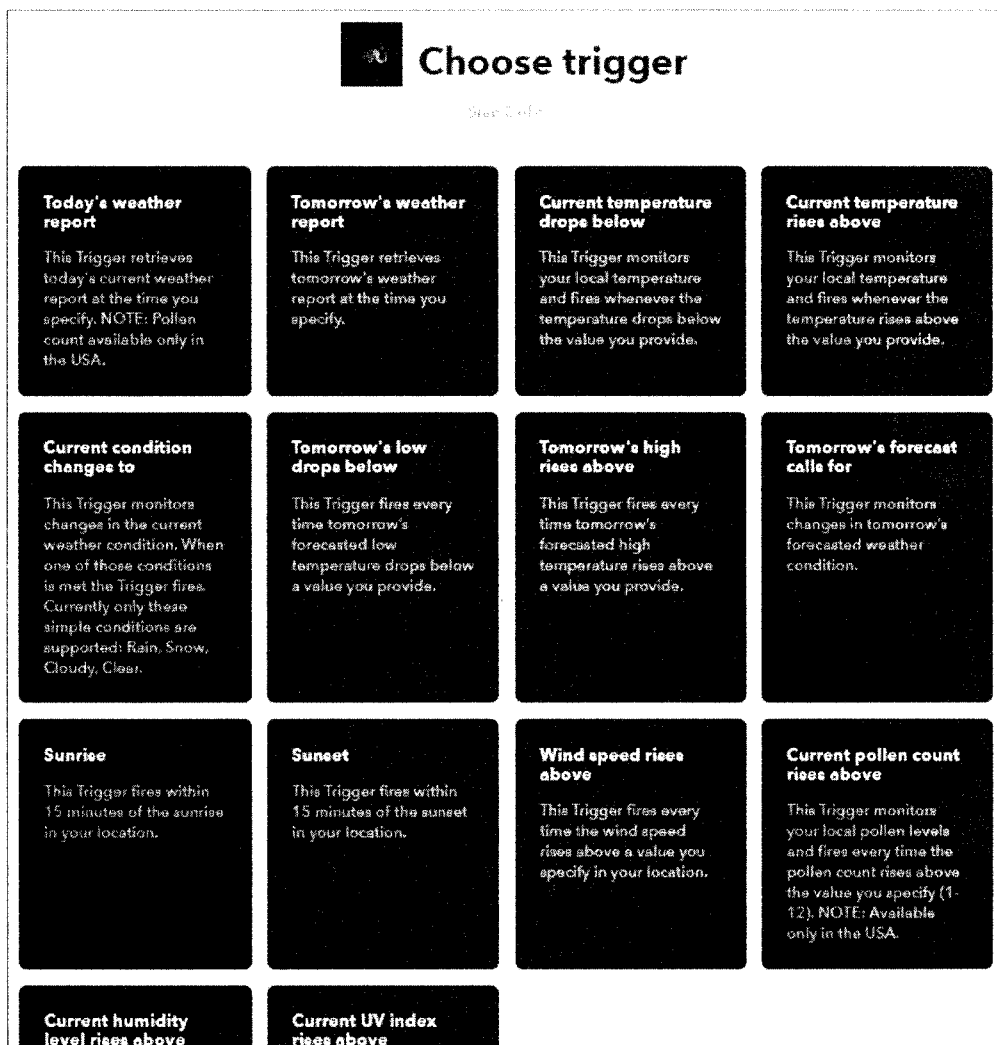 Choose trigger
Today's weather
report
This Trigger retrieves
today's current weather
report at the time you
specify. NOTE: Pollen
count available only in
the USA.
Tomorrow's weather
report
This Trigger retrieves
tomorrow's weather
report at the time you
specify.
Current temperature
drops below
This Trigger monitors
your local temperature
and fires whenever the
temperature drops below
the value you provide.
Current temperature
rises above
This Trigger monitors
your local temperature
and fires whenever the
temperature rises above
the value you provide.
Current condition
changes to
This Trigger monitors
changes in the current
weather condition. When
one of those conditions
is met the Trigger fires.
Currently only these
simple conditions are
supported: Rain, Snow,
Cloudy, Clear.
Tomorrow's low
drops below
This Trigger fires every
time tomorrow's
forecasted low
temperature drops below
a value you provide.
Tomorrow's high
rises above
This Trigger fires every
time tomorrow's
forecasted high
temperature rises above
a value you provide.
Tomorrow's forecast
calls for
This Trigger monitors
changes in tomorrow's
forecasted weather
condition.
Sunrise
This Trigger fires within
15 minutes of the sunrise
in your location.
Sunset
This Trigger fires within
15 minutes of the sunset
in your location.
Wind speed rises
above
This Trigger fires every
time the wind speed
rises above a value you
specify in your location.
Current pollen count
rises above
This Trigger monitors
your local pollen levels
and fires every time the
pollen count rises above
the value you specify (1-
12). NOTE: Available
only in the USA.
Current humidity
level rises above
Current UV index
rises above